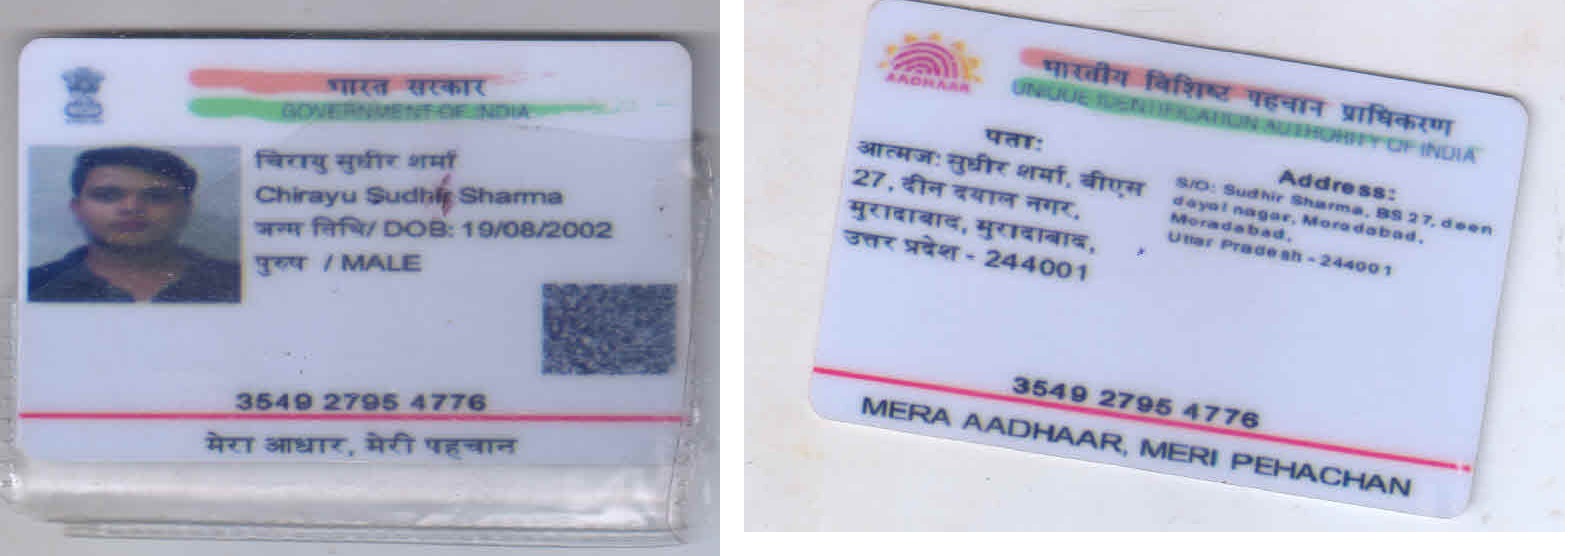 भारत सरकार
GOVERNMENT OF INDIA
चिरायु सुधीर शर्मा
Chirayu Sudhir Sharma
जन्म तिथि/ DOB: 19/08/2002
पुरुष / MALE
3549 2795 4776
मेरा आधार, मेरी पहचान
AADHAAR
भारतीय विशिष्ट पहचान प्राधिकरण
UNIQUE IDENTIFICATION AUTHORITY OF INDIA
पता:
आत्मज: सुधीर शर्मा, बीएस
27, दीन दयाल नगर,
मुरादाबाद, मुरादाबाद,
उत्तर प्रदेश - 244001
Address:
S/O: Sudhir Sharma, BS 27, deen
dayal nagar, Moradabad,
Moradabad,
Uttar Pradesh - 244001
3549 2795 4776
MERA AADHAAR, MERI PEHACHAN